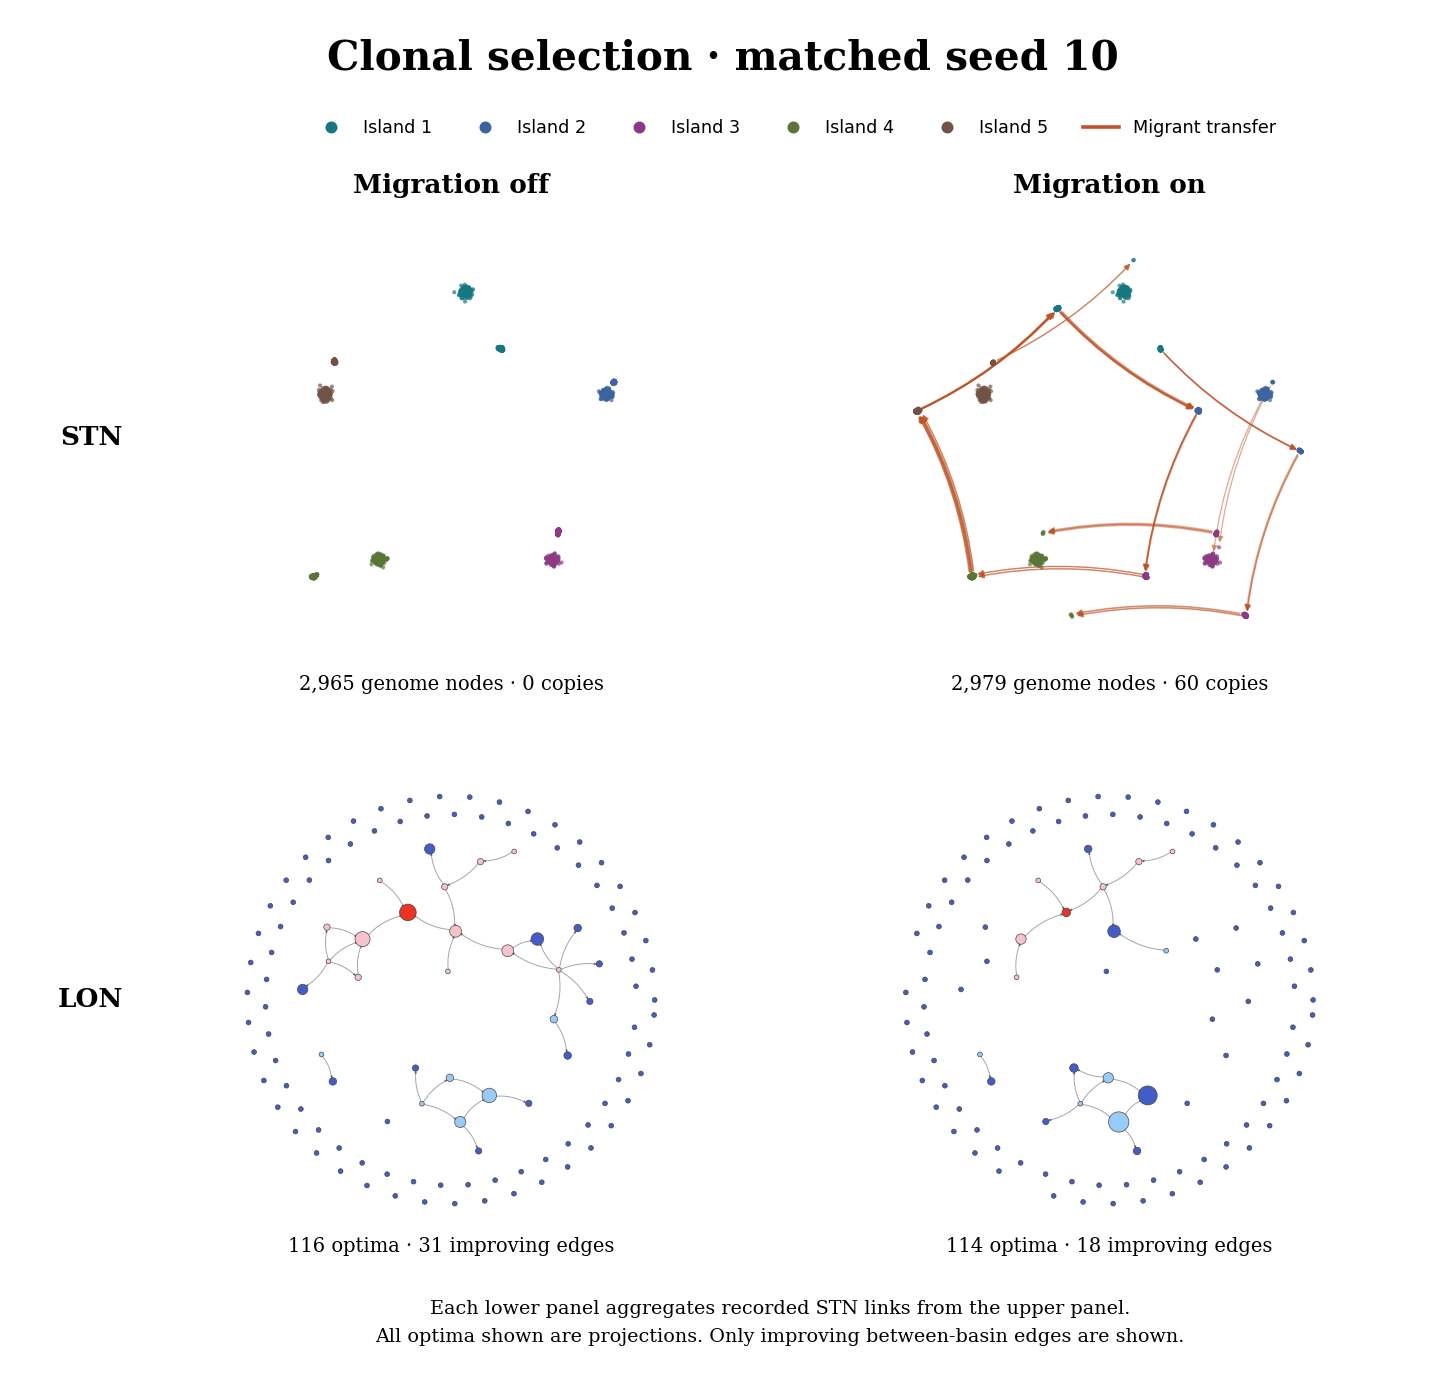 Clonal selection · matched seed 10
Island 1 Island 2 Island 3 Island 4 Island 5 Migrant transfer
Migration off Migration on
STN
2,965 genome nodes · 0 copies 2,979 genome nodes · 60 copies
LON
116 optima · 31 improving edges 114 optima · 18 improving edges
Each lower panel aggregates recorded STN links from the upper panel.
All optima shown are projections. Only improving between-basin edges are shown.